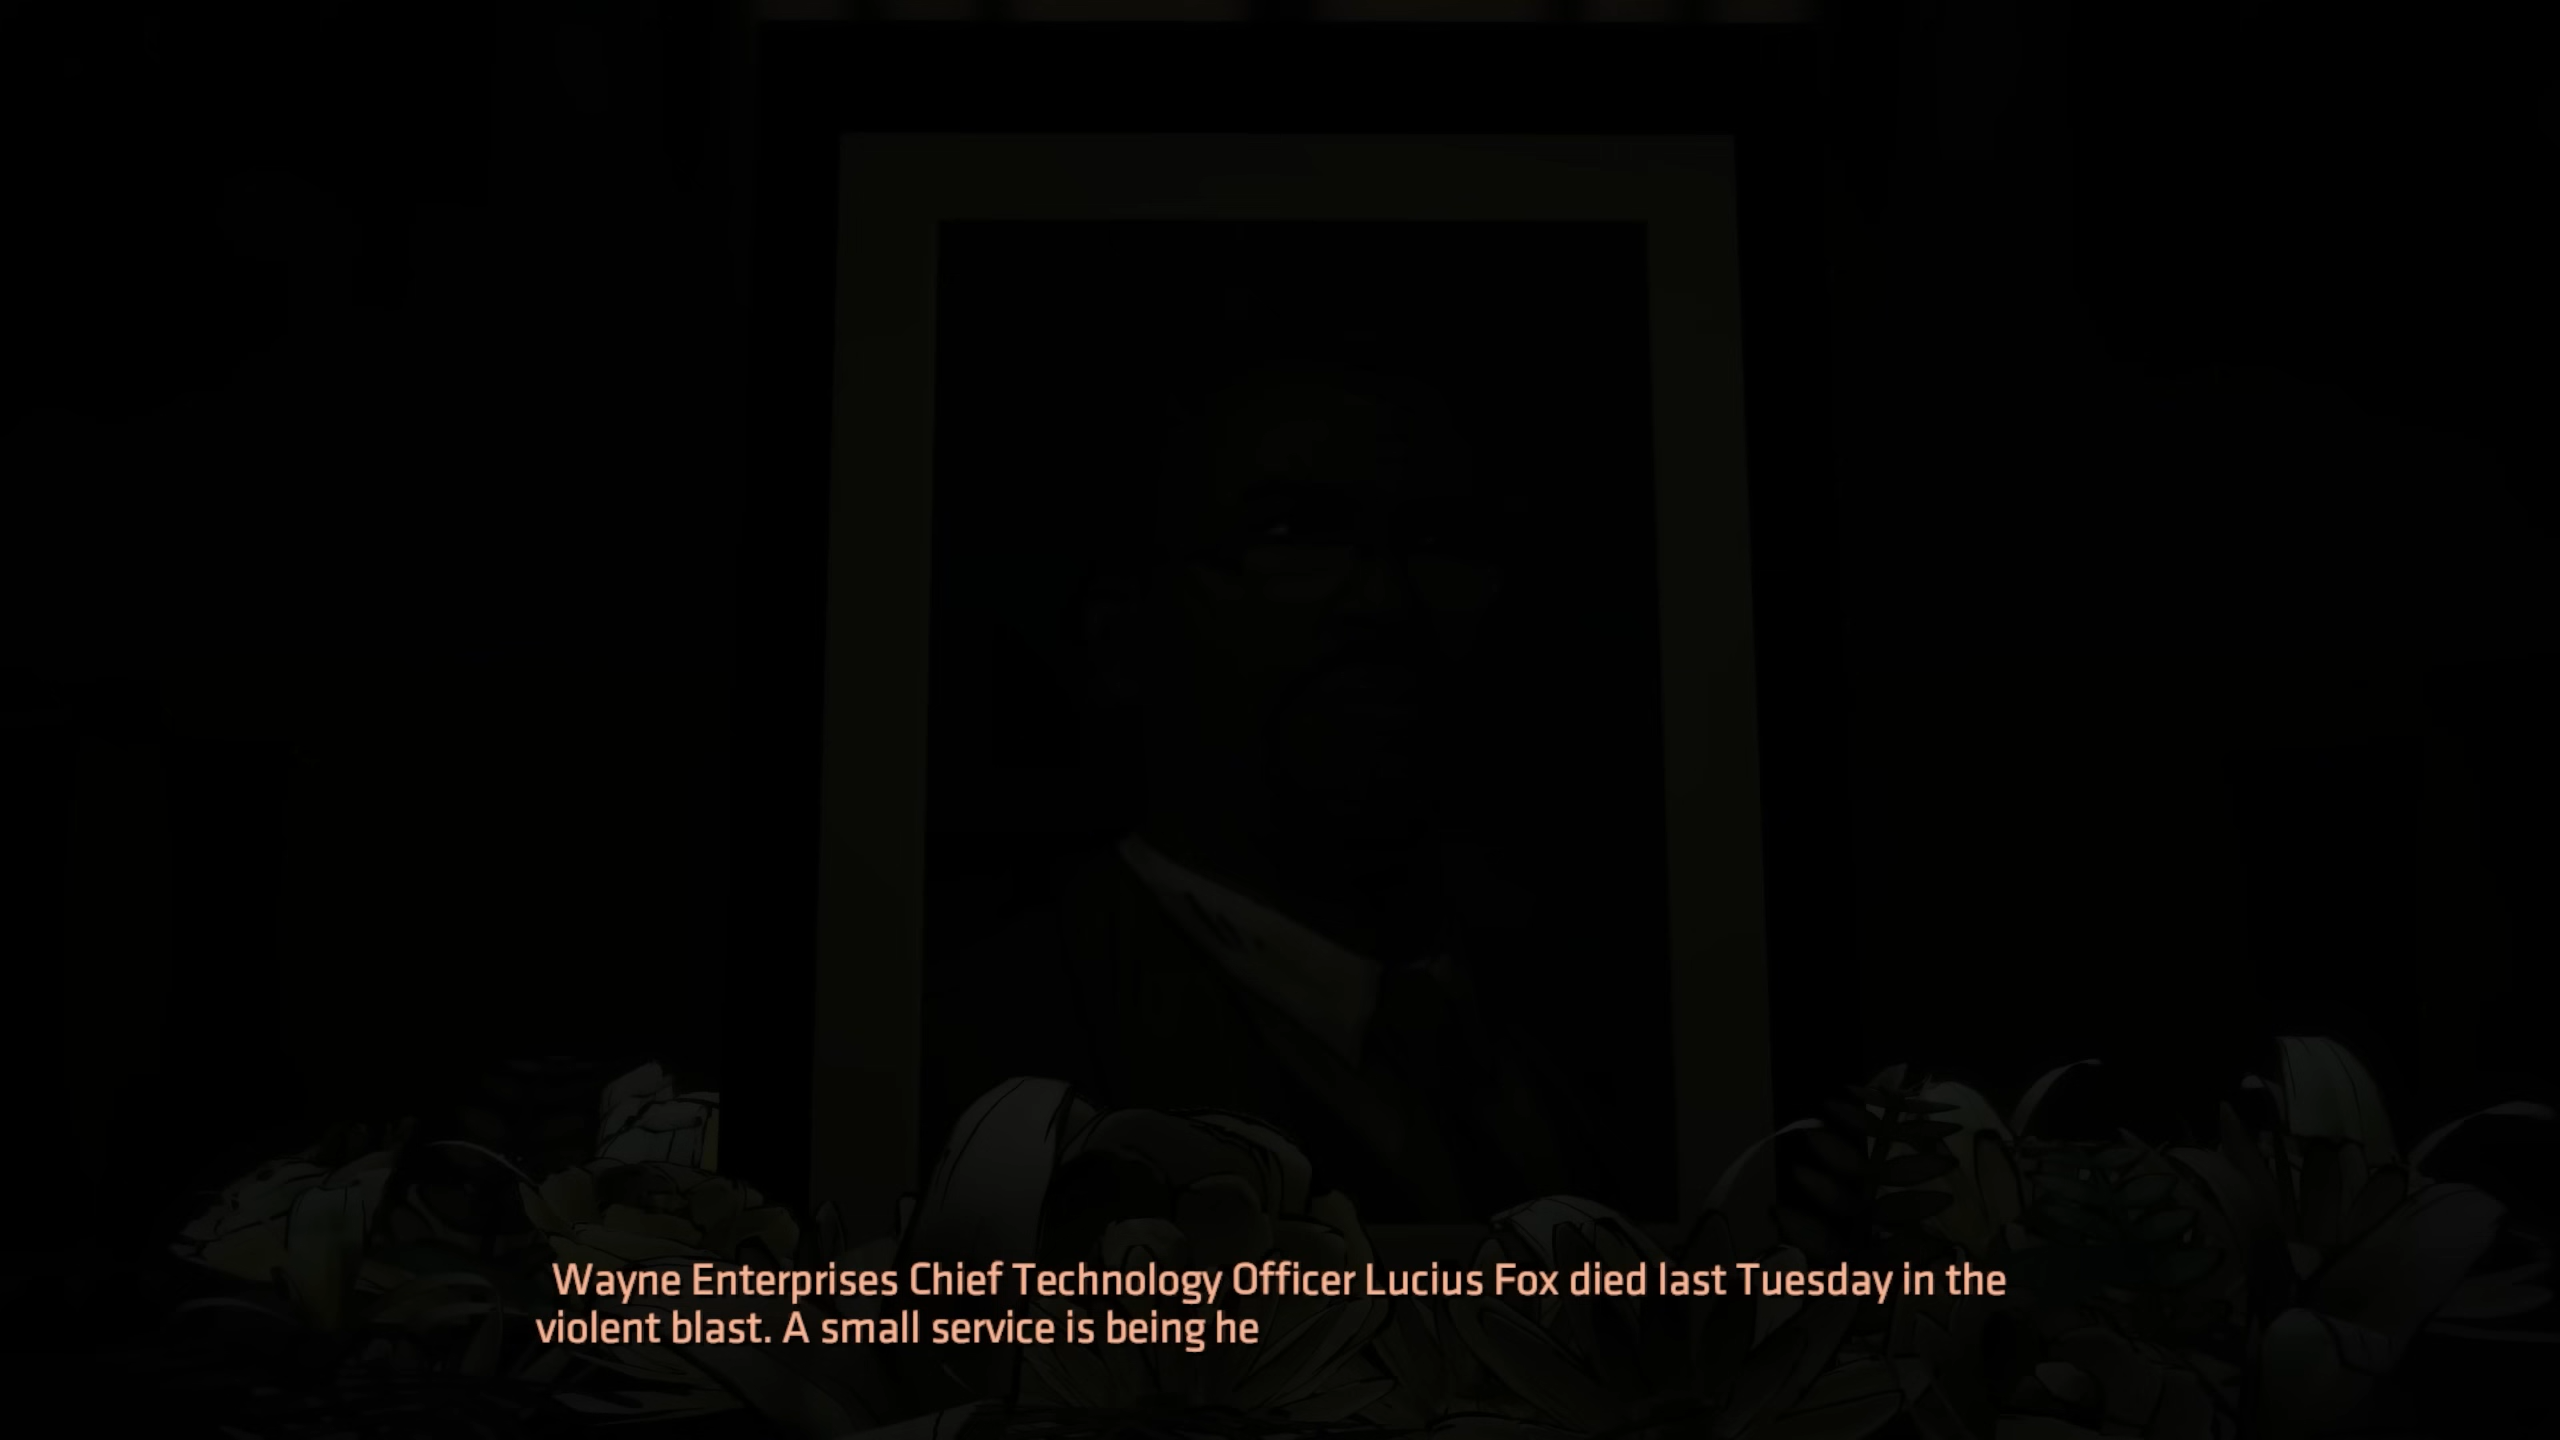 Wayne Enterprises Chief Technology Officer Lucius Fox died last Tuesday in the
violent blast. A small service is being he